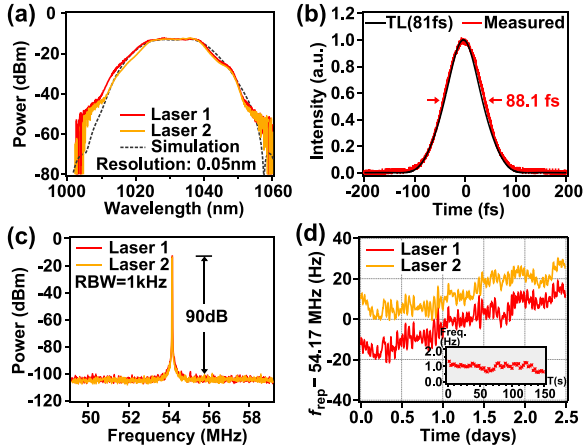 (a)
0
-20
-40
-60
-80
Power (dBm)
Laser 1
Laser 2
Simulation
Resolution: 0.05nm
1000 1020 1040 1060
Wavelength (nm)
(b)
TL(81fs) Measured
1.2
1.0
0.8
0.6
0.4
0.2
0.0
Intensity (a.u.)
88.1 fs
-200 -100 0 100 200
Time (fs)
(c)
20
0
-20
-40
-60
-80
-100
-120
Power (dBm)
Laser 1
Laser 2
RBW=1kHz
90dB
50 52 54 56 58
Frequency (MHz)
(d)
40
20
0
-20
-40
frep− 54.17 MHz (Hz)
Laser 1
Laser 2
Freq.
(Hz)
2.0
1.0
0.0
0 50 100 150
T(s)
0.0 0.5 1.0 1.5 2.0 2.5
Time (days)